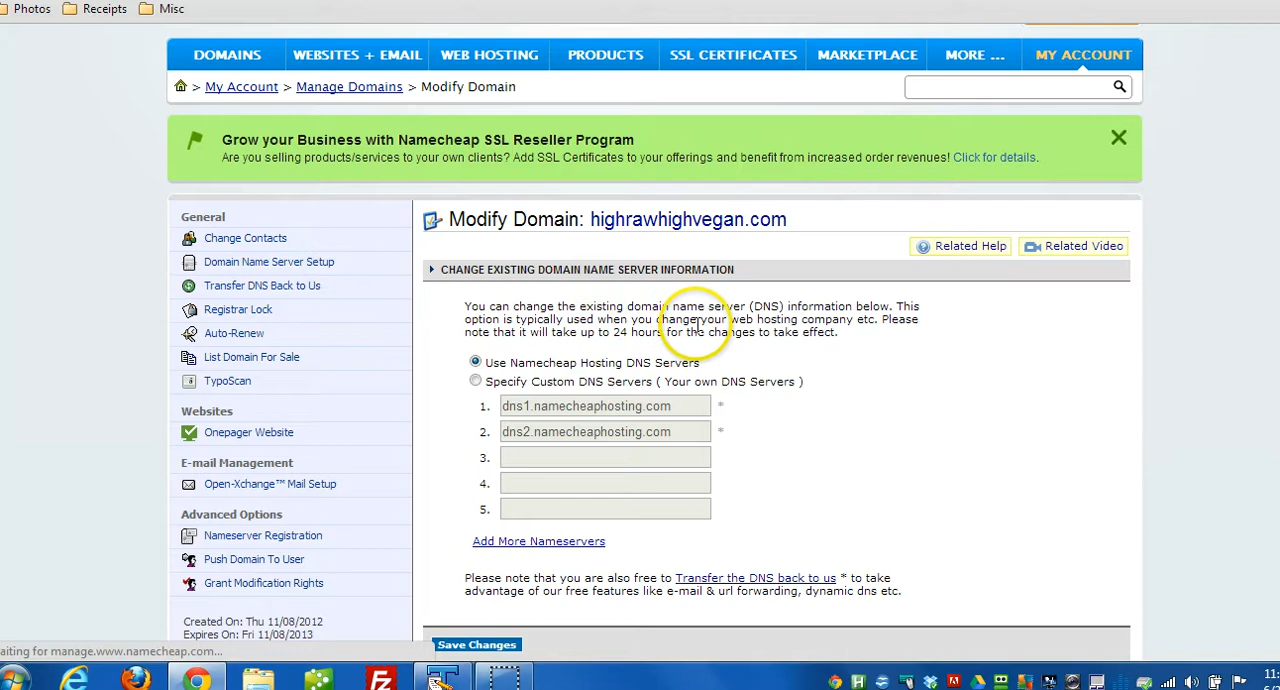 Photos Receipts Misc
DOMAINS WEBSITES + EMAIL WEB HOSTING PRODUCTS SSL CERTIFICATES MARKETPLACE MORE ... MY ACCOUNT
> My Account > Manage Domains > Modify Domain
Grow your Business with Namecheap SSL Reseller Program
Are you selling products/services to your own clients? Add SSL Certificates to your offerings and benefit from increased order revenues! Click for details.
General
Change Contacts
Domain Name Server Setup
Transfer DNS Back to Us
Registrar Lock
Auto-Renew
List Domain For Sale
TypoScan
Websites
Onepager Website
E-mail Management
Open-Xchange™ Mail Setup
Advanced Options
Nameserver Registration
Push Domain To User
Grant Modification Rights
Created On: Thu 11/08/2012
Expires On: Fri 11/08/2013
Modify Domain: highrawhighvegan.com
Related Help Related Video
CHANGE EXISTING DOMAIN NAME SERVER INFORMATION
You can change the existing domain name server (DNS) information below. This
option is typically used when you change your web hosting company etc. Please
note that it will take up to 24 hours for the changes to take effect.
Use Namecheap Hosting DNS Servers
Specify Custom DNS Servers ( Your own DNS Servers )
1. dns1.namecheaphosting.com *
2. dns2.namecheaphosting.com *
3.
4.
5.
Add More Nameservers
Please note that you are also free to Transfer the DNS back to us * to take
advantage of our free features like e-mail & url forwarding, dynamic dns etc.
Save Changes
aiting for manage.www.namecheap.com...
11: